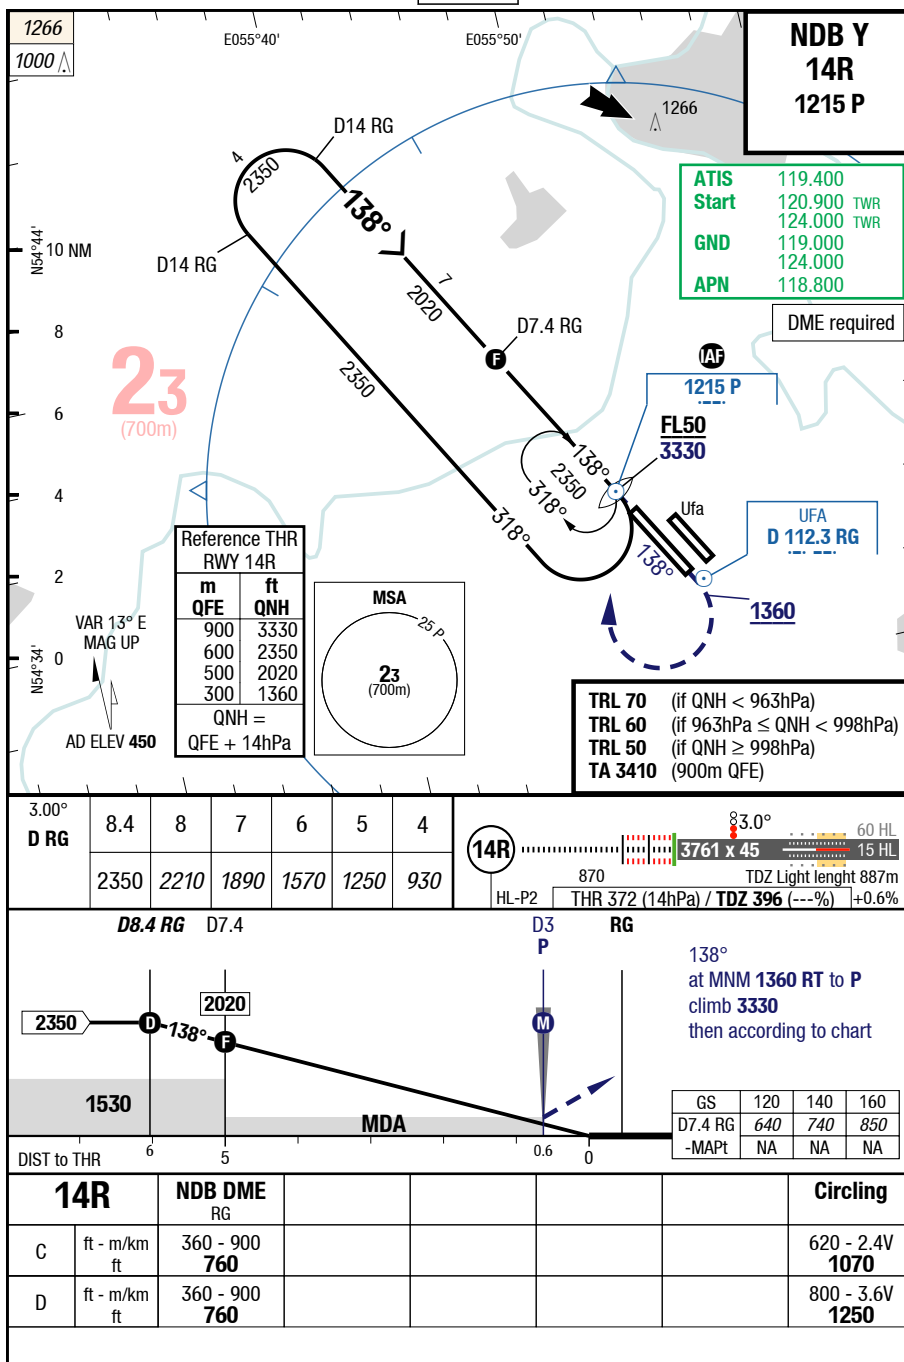 1266
1000
E055°40'
E055°50'
NDB Y
14R
1215 P
1266
D14 RG
4
2350
138°
ATIS 119.400
Start 120.900 TWR
124.000 TWR
GND 119.000
124.000
APN 118.800
N54°44'
10 NM
D14 RG
7
2020
D7.4 RG
F
DME required
8
23
(700m)
2350
IAF
1215 P
6
FL50
3330
138°
2350
318°
4
318°
Ufa
UFA
D 112.3 RG
138°
Reference THR
RWY 14R
m ft
QFE QNH
900 3330
600 2350
500 2020
300 1360
QNH =
QFE + 14hPa
2
MSA
25 P
23
(700m)
1360
VAR 13° E
MAG UP
N54°34'
0
AD ELEV 450
TRL 70 (if QNH < 963hPa)
TRL 60 (if 963hPa ≤ QNH < 998hPa)
TRL 50 (if QNH ≥ 998hPa)
TA 3410 (900m QFE)
3.00°
D RG 8.4 8 7 6 5 4
2350 2210 1890 1570 1250 930
14R
3.0°
60 HL
3761 x 45
15 HL
870
TDZ Light lenght 887m
HL-P2
THR 372 (14hPa) / TDZ 396 (---%)
+0.6%
D8.4 RG D7.4 D3 RG
P
138°
at MNM 1360 RT to P
climb 3330
then according to chart
2020
2350
D
138°
F
M
1530
MDA
GS 120 140 160
D7.4 RG 640 740 850
-MAPt NA NA NA
DIST to THR 6 5 0.6 0
14R
NDB DME
RG
Circling
C
ft - m/km 360 - 900 620 - 2.4V
ft 760 1070
D
ft - m/km 360 - 900 800 - 3.6V
ft 760 1250